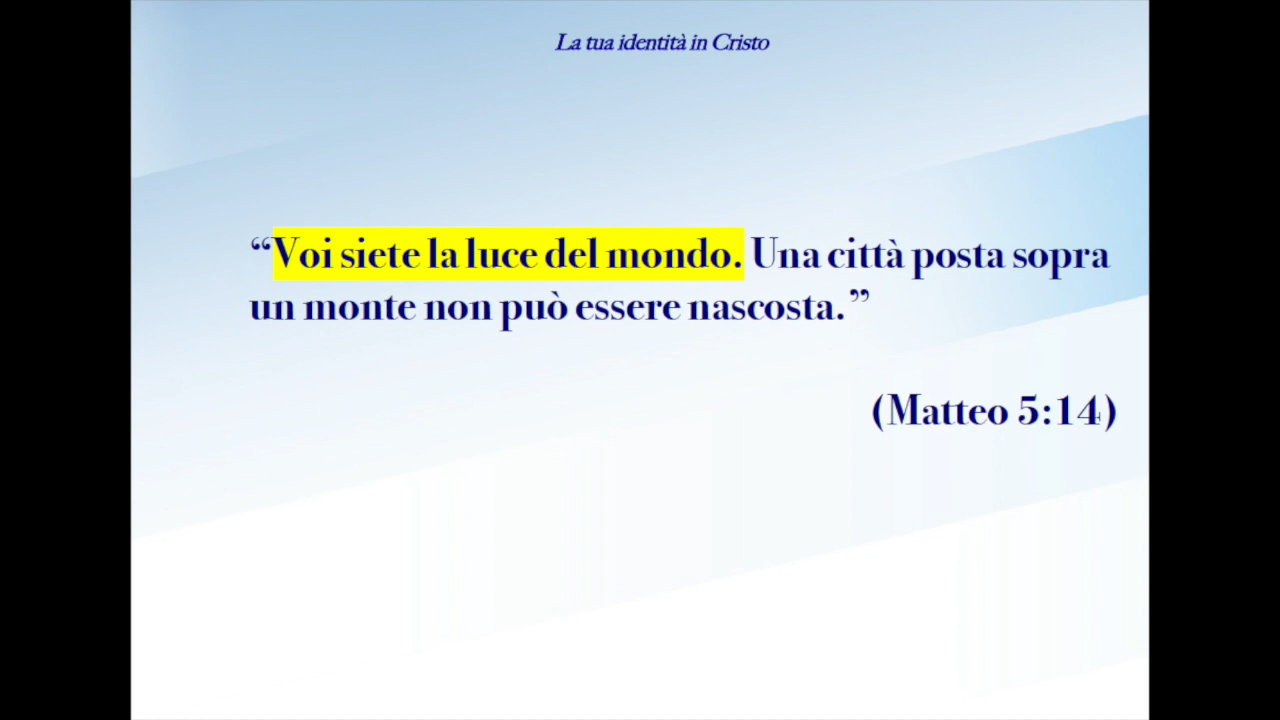 La tua identità in Cristo
“Voi siete la luce del mondo. Una città posta sopra
un monte non può essere nascosta.”
(Matteo 5:14)